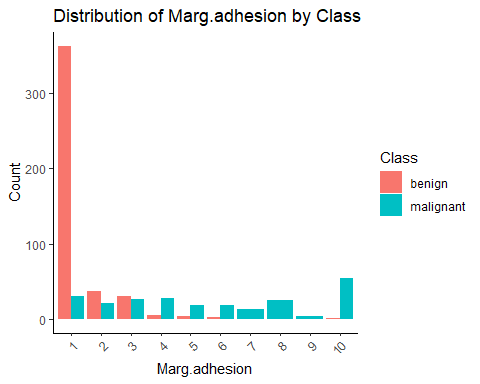 Distribution of Marg.adhesion by Class
Count
300
200
100
0
1 2 3 4 5 6 7 8 9 10
Marg.adhesion
Class
benign
malignant